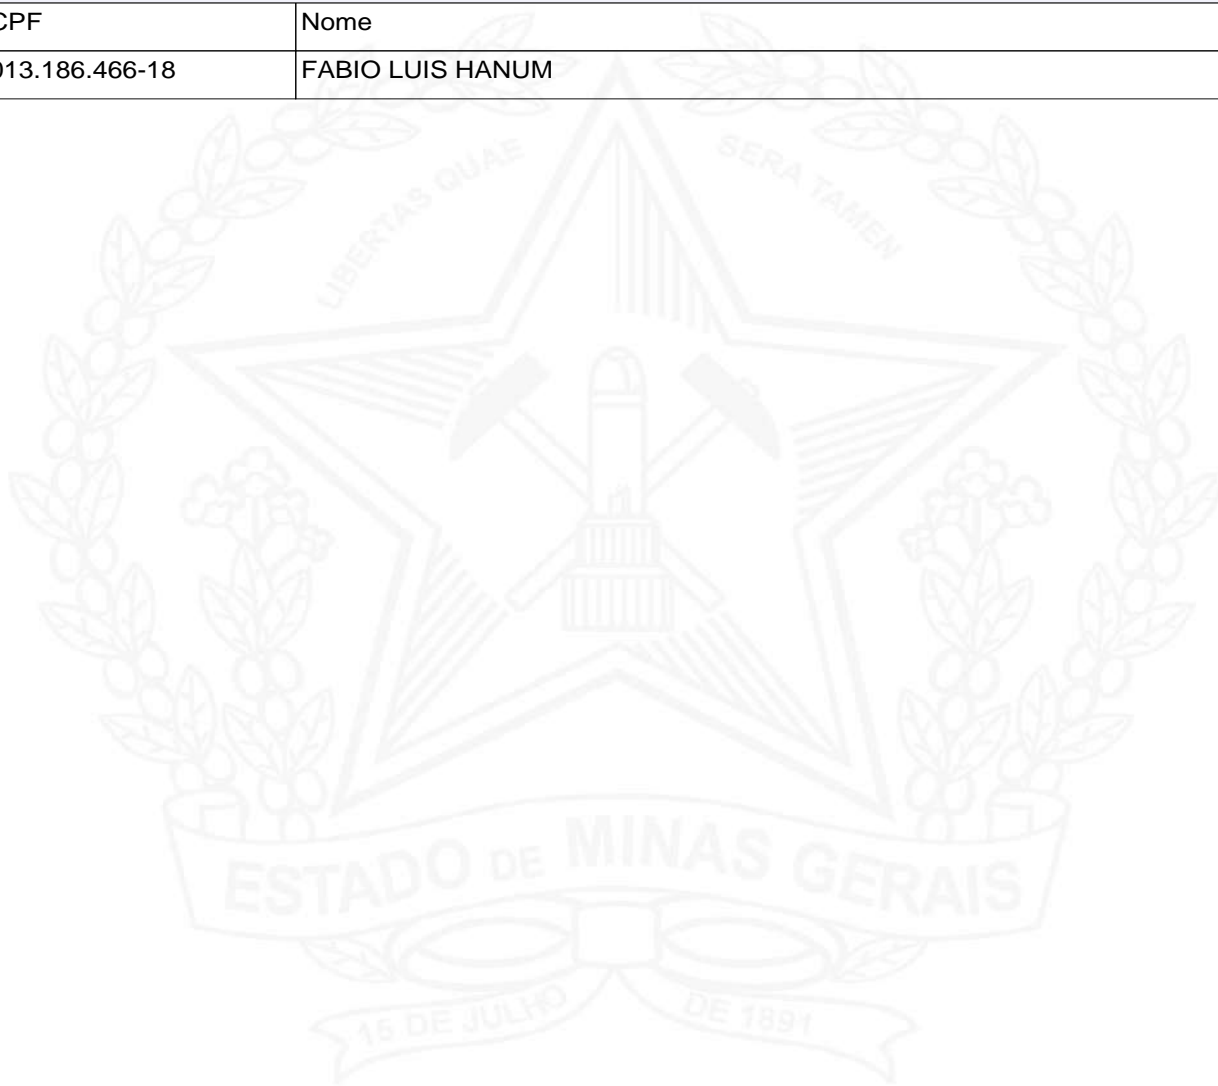 CPF Nome
013.186.466-18 FABIO LUIS HANUM
LIBERTAS QUAE SERA TAMEN
ESTADO DE MINAS GERAIS
15 DE JULHO DE 1891